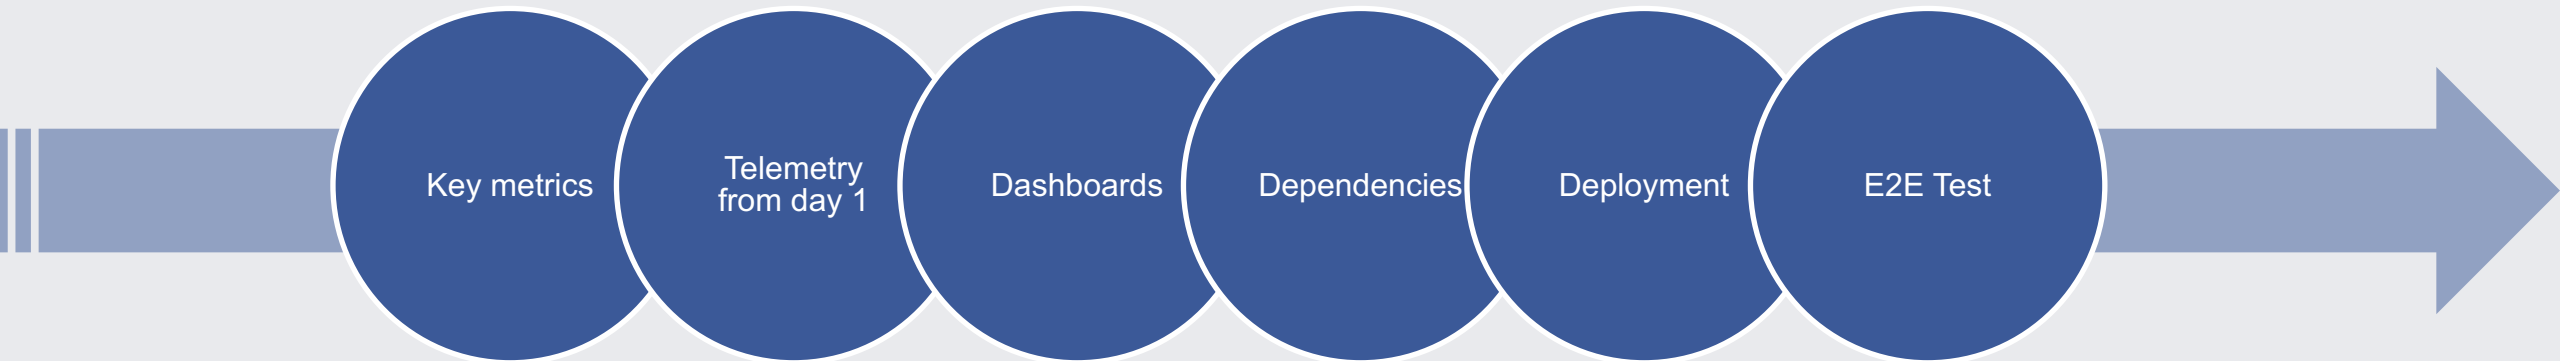 Key metrics
Telemetry
from day 1
Dashboards
Dependencies
Deployment
E2E Test